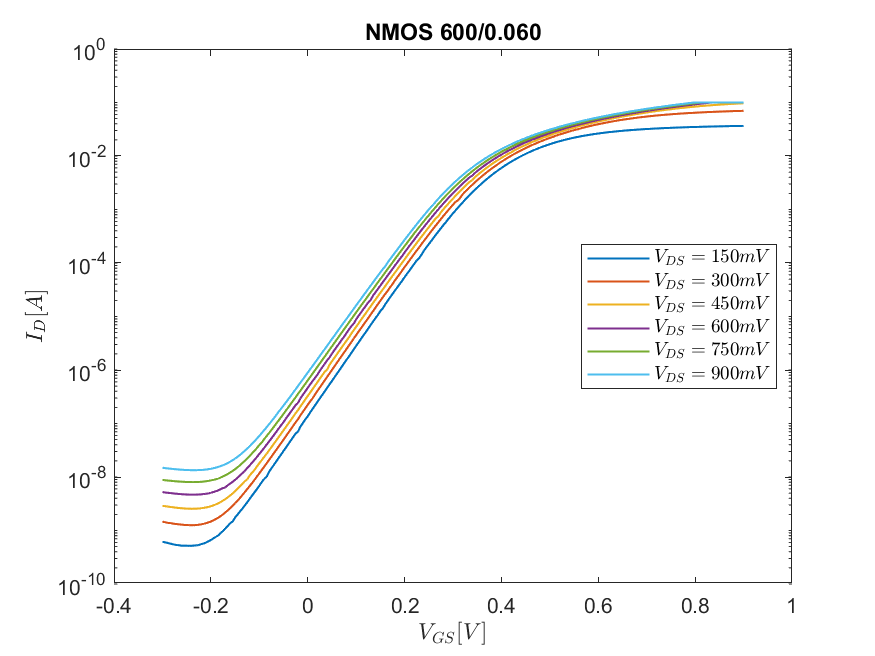 NMOS 600/0.060
10^0
10^-2
10^-4
10^-6
10^-8
10^-10
I_D[A]
V_DS = 150mV
V_DS = 300mV
V_DS = 450mV
V_DS = 600mV
V_DS = 750mV
V_DS = 900mV
-0.4 -0.2 0 0.2 0.4 0.6 0.8 1
V_GS[V]